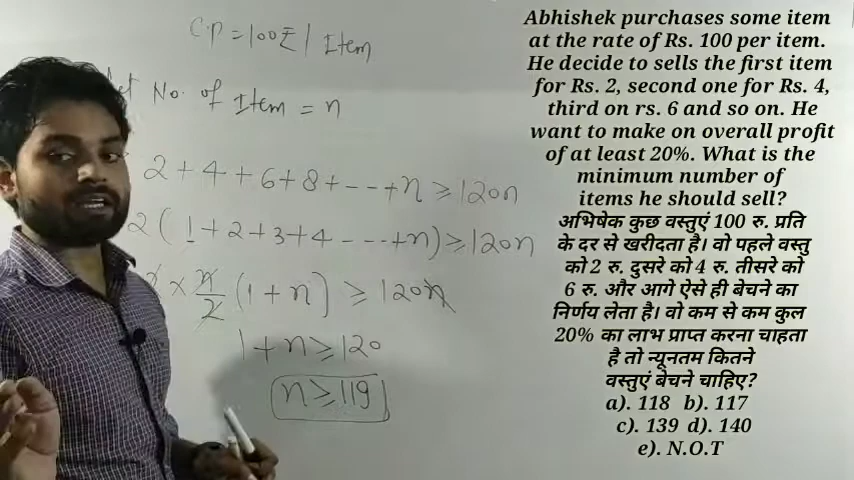 C.P = 100₹ / Item
Let No. of Item = n
2 + 4 + 6 + 8 + - - - + n ≥ 120n
2 ( 1 + 2 + 3 + 4 - - - - + n) ≥ 120n
2 × n/2 (1 + n) ≥ 120n
1 + n ≥ 120
n ≥ 119
Abhishek purchases some item
at the rate of Rs. 100 per item.
He decide to sells the first item
for Rs. 2, second one for Rs. 4,
third on rs. 6 and so on. He
want to make on overall profit
of at least 20%. What is the
minimum number of
items he should sell?
अभिषेक कुछ वस्तुएं 100 रु. प्रति
के दर से खरीदता है। वो पहले वस्तु
को 2 रु. दुसरे को 4 रु. तीसरे को
6 रु. और आगे ऐसे ही बेचने का
निर्णय लेता है। वो कम से कम कुल
20% का लाभ प्राप्त करना चाहता
है तो न्यूनतम कितने
वस्तुएं बेचने चाहिए?
a). 118 b). 117
c). 139 d). 140
e). N.O.T